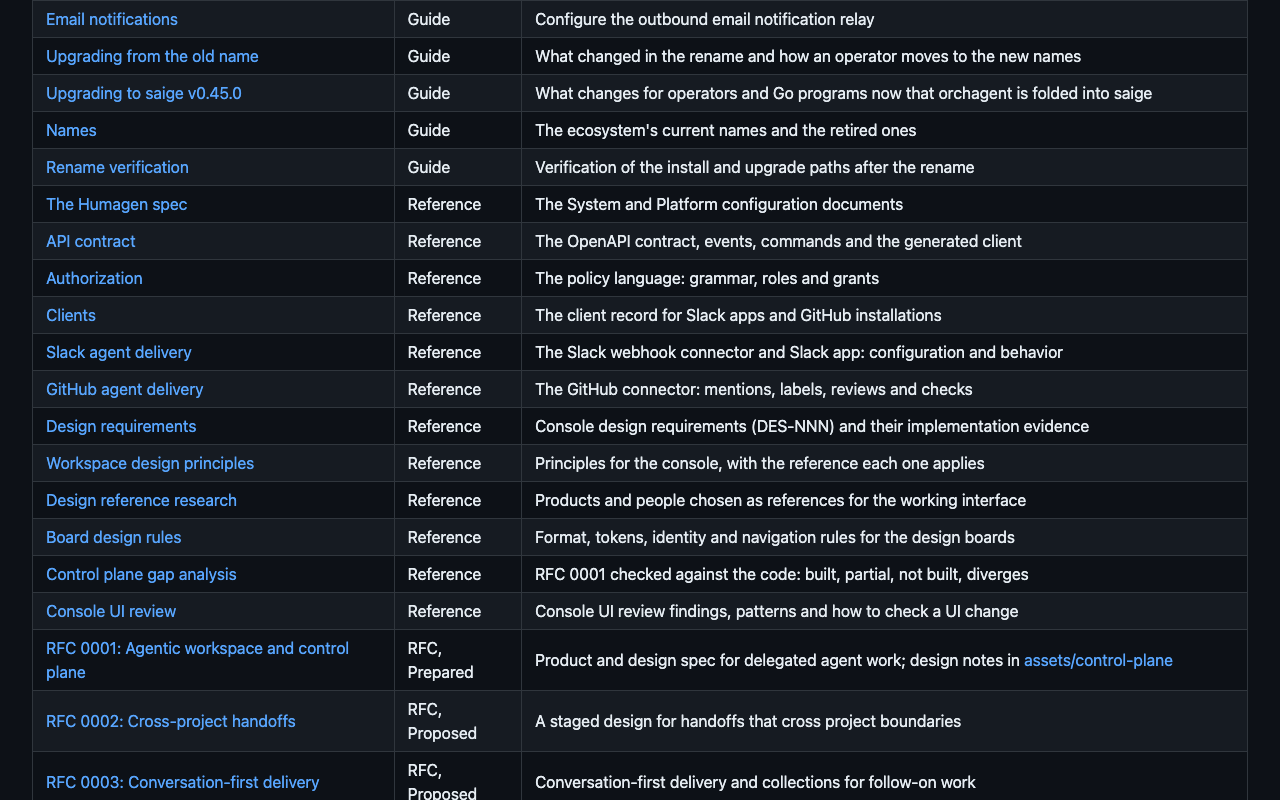 Email notifications Guide Configure the outbound email notification relay
Upgrading from the old name Guide What changed in the rename and how an operator moves to the new names
Upgrading to saige v0.45.0 Guide What changes for operators and Go programs now that orchagent is folded into saige
Names Guide The ecosystem's current names and the retired ones
Rename verification Guide Verification of the install and upgrade paths after the rename
The Humagen spec Reference The System and Platform configuration documents
API contract Reference The OpenAPI contract, events, commands and the generated client
Authorization Reference The policy language: grammar, roles and grants
Clients Reference The client record for Slack apps and GitHub installations
Slack agent delivery Reference The Slack webhook connector and Slack app: configuration and behavior
GitHub agent delivery Reference The GitHub connector: mentions, labels, reviews and checks
Design requirements Reference Console design requirements (DES-NNN) and their implementation evidence
Workspace design principles Reference Principles for the console, with the reference each one applies
Design reference research Reference Products and people chosen as references for the working interface
Board design rules Reference Format, tokens, identity and navigation rules for the design boards
Control plane gap analysis Reference RFC 0001 checked against the code: built, partial, not built, diverges
Console UI review Reference Console UI review findings, patterns and how to check a UI change
RFC 0001: Agentic workspace and control
plane
RFC,
Prepared
Product and design spec for delegated agent work; design notes in assets/control-plane
RFC 0002: Cross-project handoffs
RFC,
Proposed
A staged design for handoffs that cross project boundaries
RFC 0003: Conversation-first delivery
RFC,
Proposed
Conversation-first delivery and collections for follow-on work